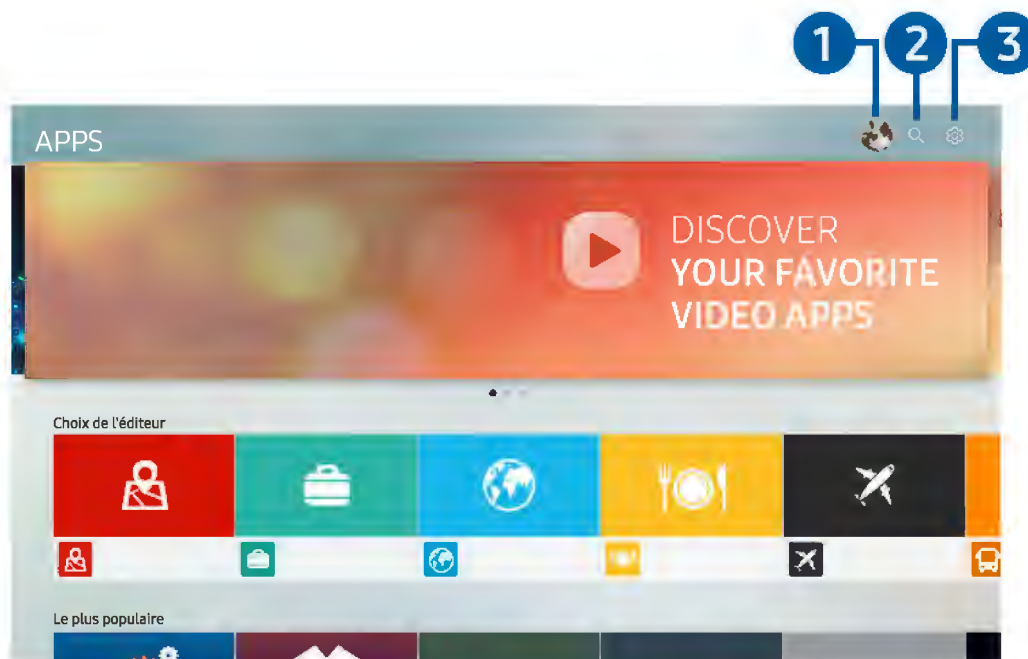 1 2 3
APPS
DISCOVER
YOUR FAVORITE
VIDEO APPS
Choix de l'éditeur
Le plus populaire